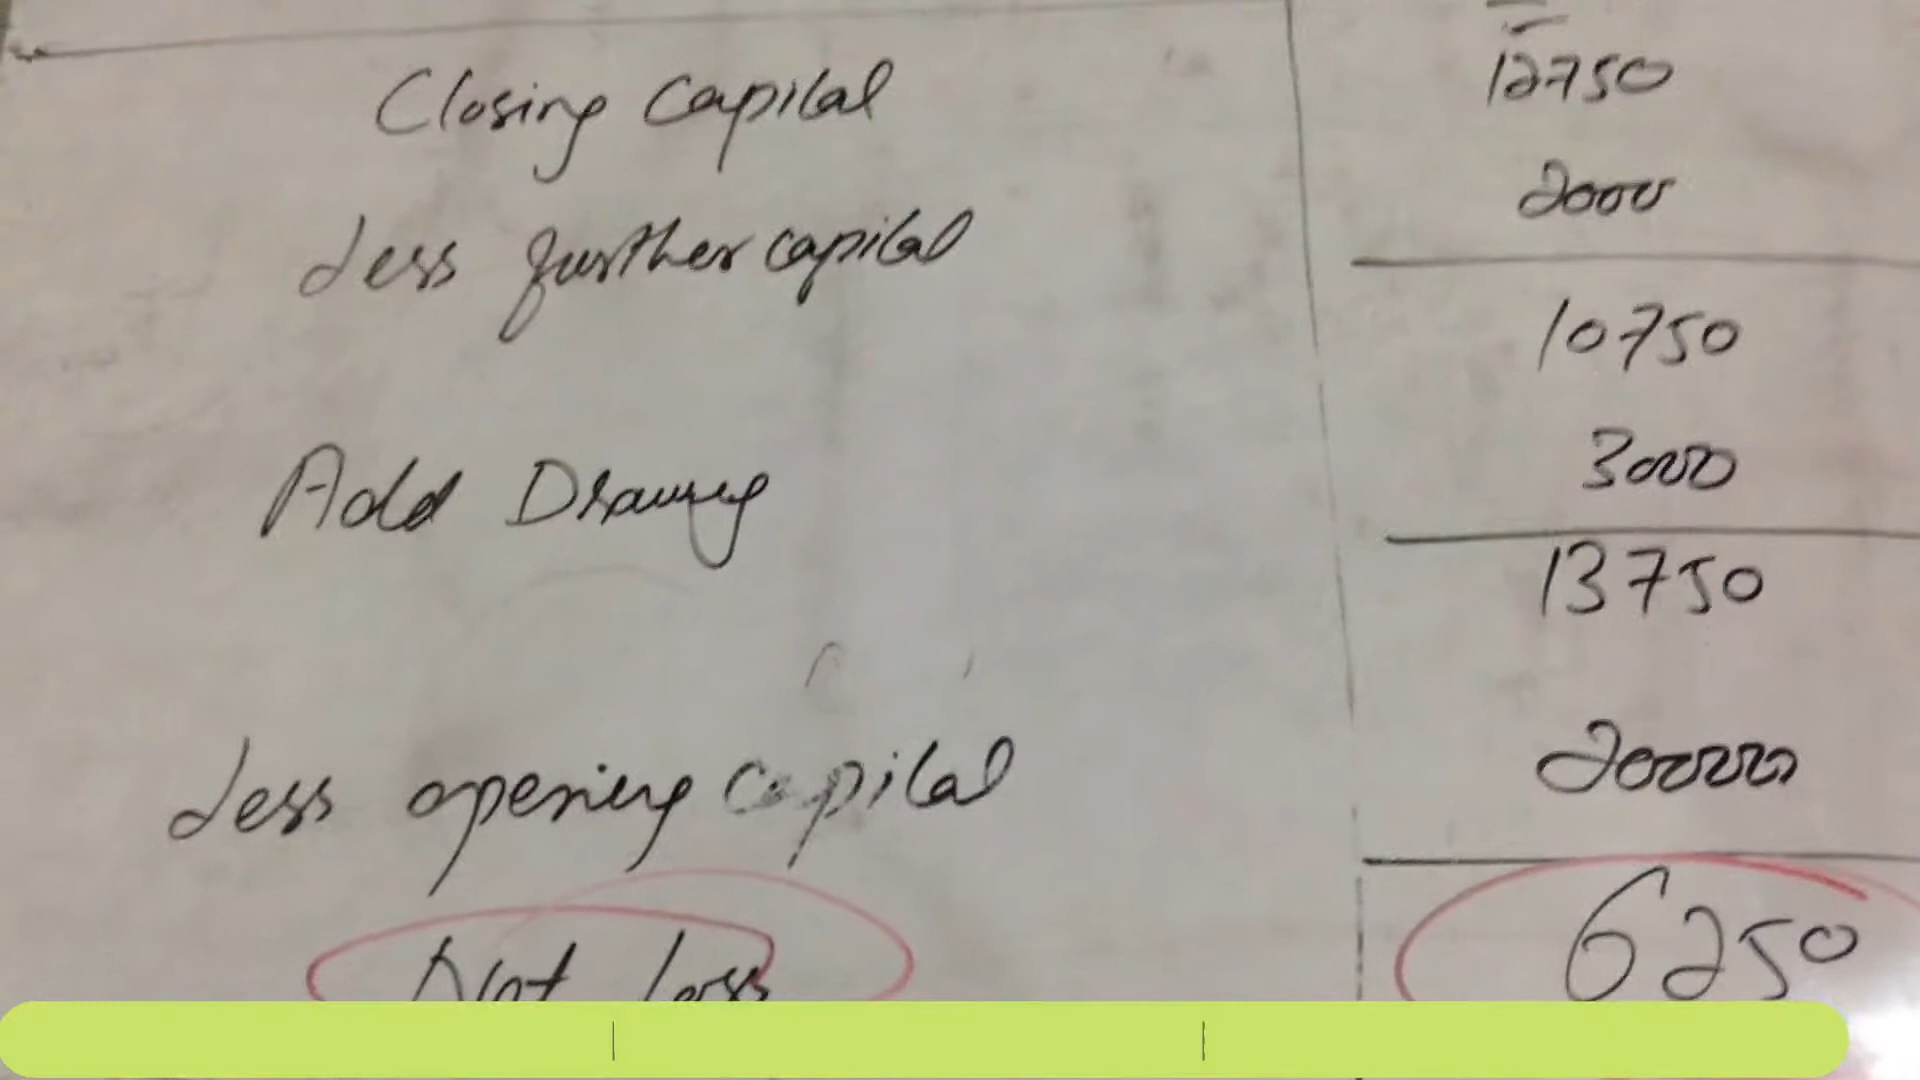 Closing Capital 12750
Less further capital 2000
10750
Add Drawing 3000
13750
Less opening capital 20000
Net loss 6250